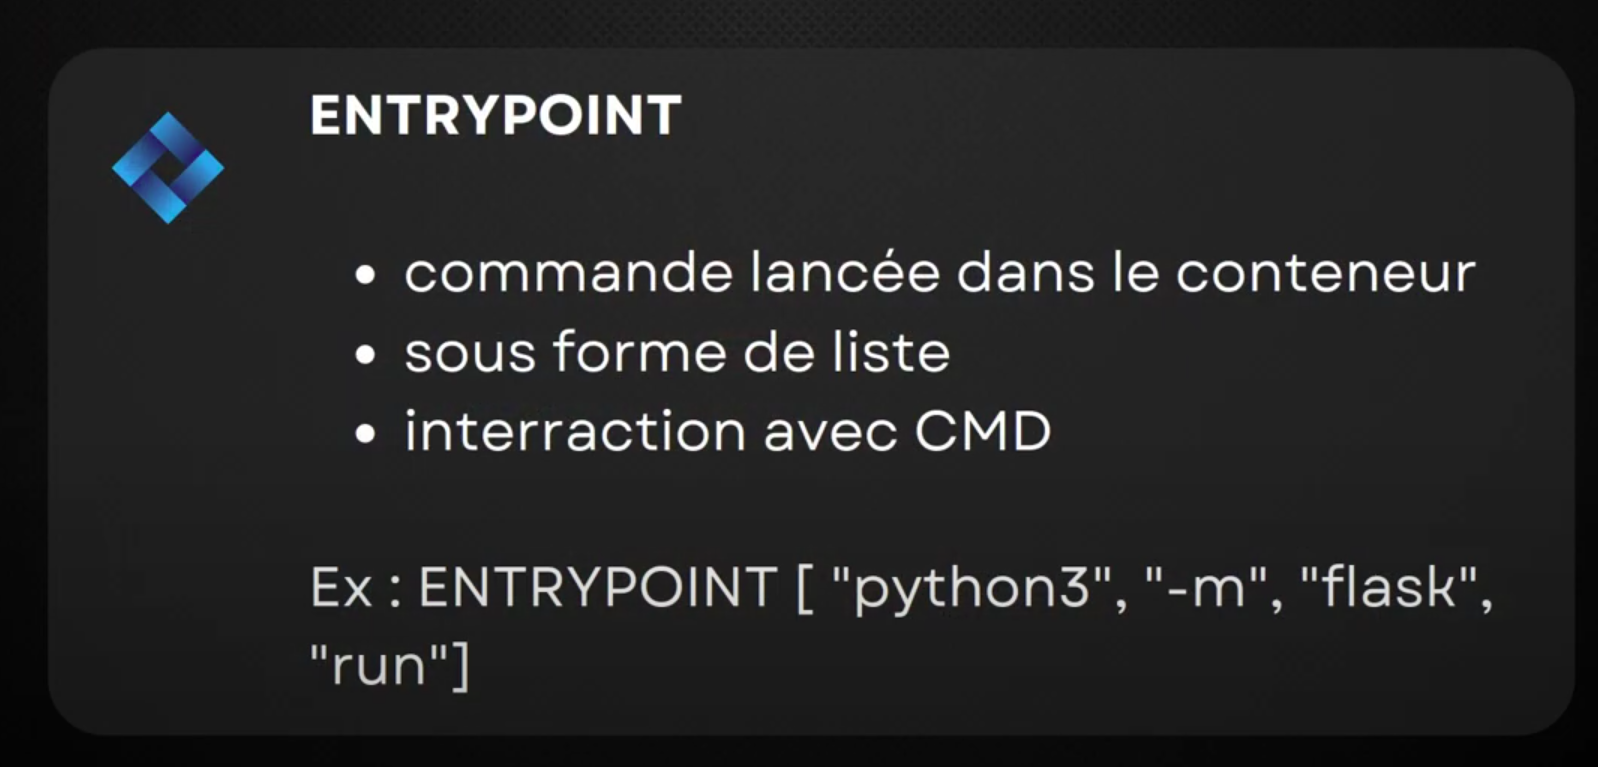 ENTRYPOINT
commande lancée dans le conteneur
sous forme de liste
interraction avec CMD
Ex : ENTRYPOINT [ "python3", "-m", "flask",
"run"]